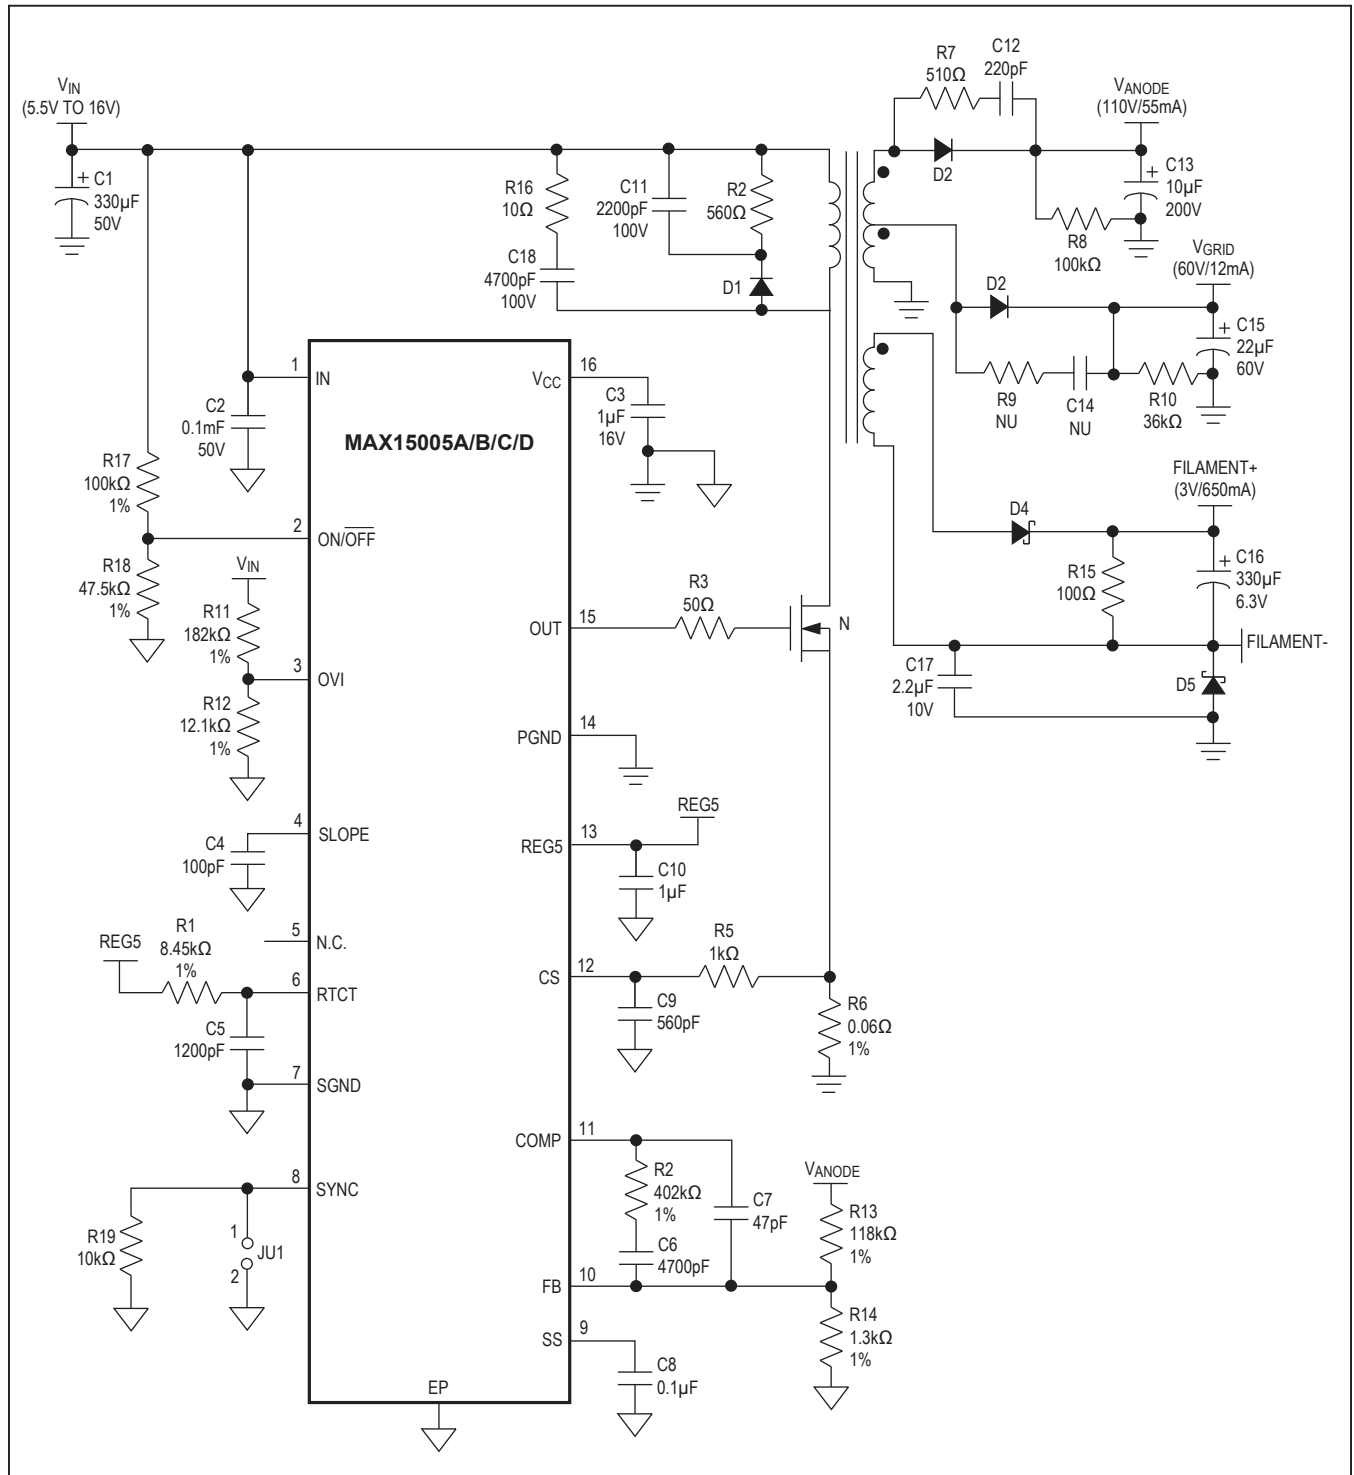 VIN
(5.5V TO 16V)
C1
330µF
50V
R16
10Ω
C18
4700pF
100V
C11
2200pF
100V
R2
560Ω
D1
R7
510Ω
C12
220pF
D2
VANODE
(110V/55mA)
C13
10µF
200V
R8
100kΩ
VGRID
(60V/12mA)
D2
C15
22µF
60V
R9
NU
C14
NU
R10
36kΩ
FILAMENT+
(3V/650mA)
D4
R15
100Ω
C16
330µF
6.3V
FILAMENT-
C17
2.2µF
10V
D5
MAX15005A/B/C/D
1
IN
C2
0.1mF
50V
R17
100kΩ
1%
2
ON/OFF
R18
47.5kΩ
1%
VIN
R11
182kΩ
1%
3
OVI
R12
12.1kΩ
1%
4
SLOPE
C4
100pF
5
N.C.
REG5
R1
8.45kΩ
1%
6
RTCT
C5
1200pF
7
SGND
8
SYNC
R19
10kΩ
1
2
JU1
EP
16
VCC
C3
1µF
16V
15
OUT
R3
50Ω
N
14
PGND
REG5
13
REG5
C10
1µF
12
CS
R5
1kΩ
C9
560pF
R6
0.06Ω
1%
11
COMP
R2
402kΩ
1%
C7
47pF
C6
4700pF
VANODE
R13
118kΩ
1%
10
FB
R14
1.3kΩ
1%
9
SS
C8
0.1µF